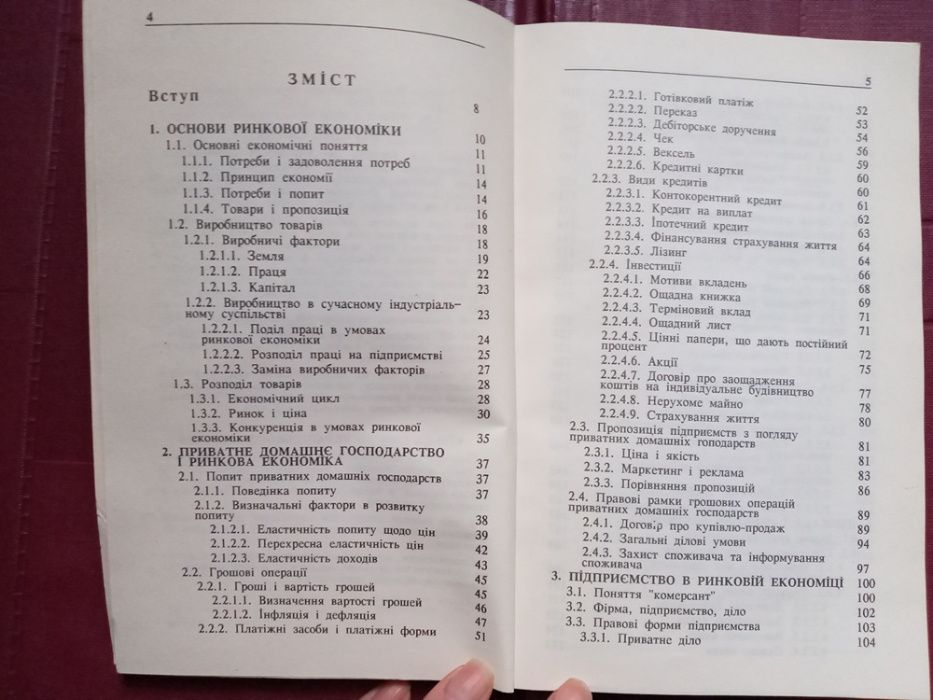 4
ЗМІСТ
Вступ 8
1. ОСНОВИ РИНКОВОЇ ЕКОНОМІКИ 10
1.1. Основні економічні поняття 11
1.1.1. Потреби і задоволення потреб 11
1.1.2. Принцип економії 14
1.1.3. Потреби і попит 14
1.1.4. Товари і пропозиція 16
1.2. Виробництво товарів 18
1.2.1. Виробничі фактори 18
1.2.1.1. Земля 19
1.2.1.2. Праця 22
1.2.1.3. Капітал 23
1.2.2. Виробництво в сучасному індустріаль-
ному суспільстві 23
1.2.2.1. Поділ праці в умовах
ринкової економіки 24
1.2.2.2. Розподіл праці на підприємстві 25
1.2.2.3. Заміна виробничих факторів 27
1.3. Розподіл товарів 28
1.3.1. Економічний цикл 28
1.3.2. Ринок і ціна 30
1.3.3. Конкуренція в умовах ринкової
економіки 35
2. ПРИВАТНЕ ДОМАШНЄ ГОСПОДАРСТВО
І РИНКОВА ЕКОНОМІКА 37
2.1. Попит приватних домашніх господарств 37
2.1.1. Поведінка попиту 37
2.1.2. Визначальні фактори в розвитку
попиту 38
2.1.2.1. Еластичність попиту щодо цін 39
2.1.2.2. Перехресна еластичність цін 42
2.1.2.3. Еластичність доходів 43
2.2. Грошові операції 45
2.2.1. Гроші і вартість грошей 45
2.2.1.1. Визначення вартості грошей 46
2.2.1.2. Інфляція і дефляція 47
2.2.2. Платіжні засоби і платіжні форми 51
5
2.2.2.1. Готівковий платіж 52
2.2.2.2. Переказ 53
2.2.2.3. Дебіторське доручення 54
2.2.2.4. Чек 56
2.2.2.5. Вексель 59
2.2.2.6. Кредитні картки 60
2.2.3. Види кредитів 60
2.2.3.1. Контокорентний кредит 61
2.2.3.2. Кредит на виплат 62
2.2.3.3. Іпотечний кредит 63
2.2.3.4. Фінансування страхування життя 64
2.2.3.5. Лізинг 64
2.2.4. Інвестиції 66
2.2.4.1. Мотиви вкладень 68
2.2.4.2. Ощадна книжка 69
2.2.4.3. Терміновий вклад 71
2.2.4.4. Ощадний лист 71
2.2.4.5. Цінні папери, що дають постійний
процент 72
2.2.4.6. Акції 75
2.2.4.7. Договір про заощадження
коштів на індивідуальне будівництво 77
2.2.4.8. Нерухоме майно 78
2.2.4.9. Страхування життя 80
2.3. Пропозиція підприємств з погляду
приватних домашніх гоподарств 81
2.3.1. Ціна і якість 81
2.3.2. Маркетинг і реклама 83
2.3.3. Порівняння пропозицій 86
2.4. Правові рамки грошових операцій
приватних домашніх господарств 89
2.4.1. Договір про купівлю-продаж 89
2.4.2. Загальні ділові умови 94
2.4.3. Захист споживача та інформування
споживача 97
3. ПІДПРИЄМСТВО В РИНКОВІЙ ЕКОНОМІЦІ 100
3.1. Поняття "комерсант" 100
3.2. Фірма, підприємство, діло 102
3.3. Правові форми підприємства 103
3.3.1. Приватне діло 104